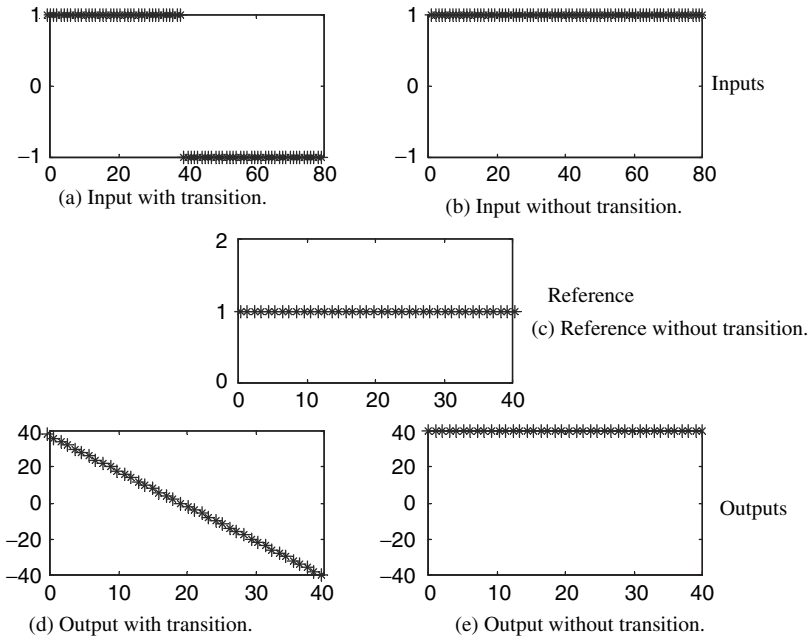 1
0
−1
0 20 40 60 80
(a) Input with transition.
1
0
−1
0 20 40 60 80
(b) Input without transition.
Inputs
2
1
0
0 10 20 30 40
Reference
(c) Reference without transition.
40
20
0
−20
−40
0 10 20 30 40
(d) Output with transition.
40
20
0
−20
−40
0 10 20 30 40
(e) Output without transition.
Outputs